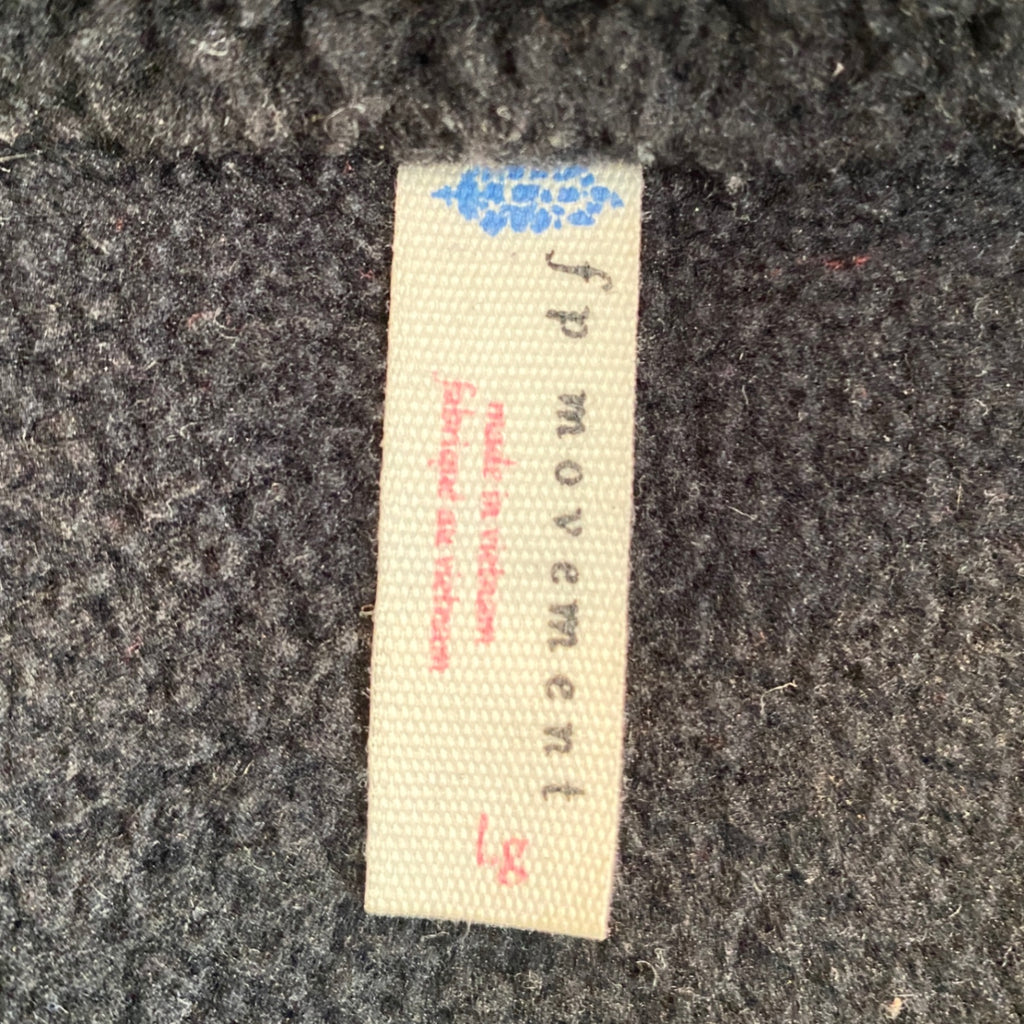 fp movement
made in vietnam
fabriqué au vietnam